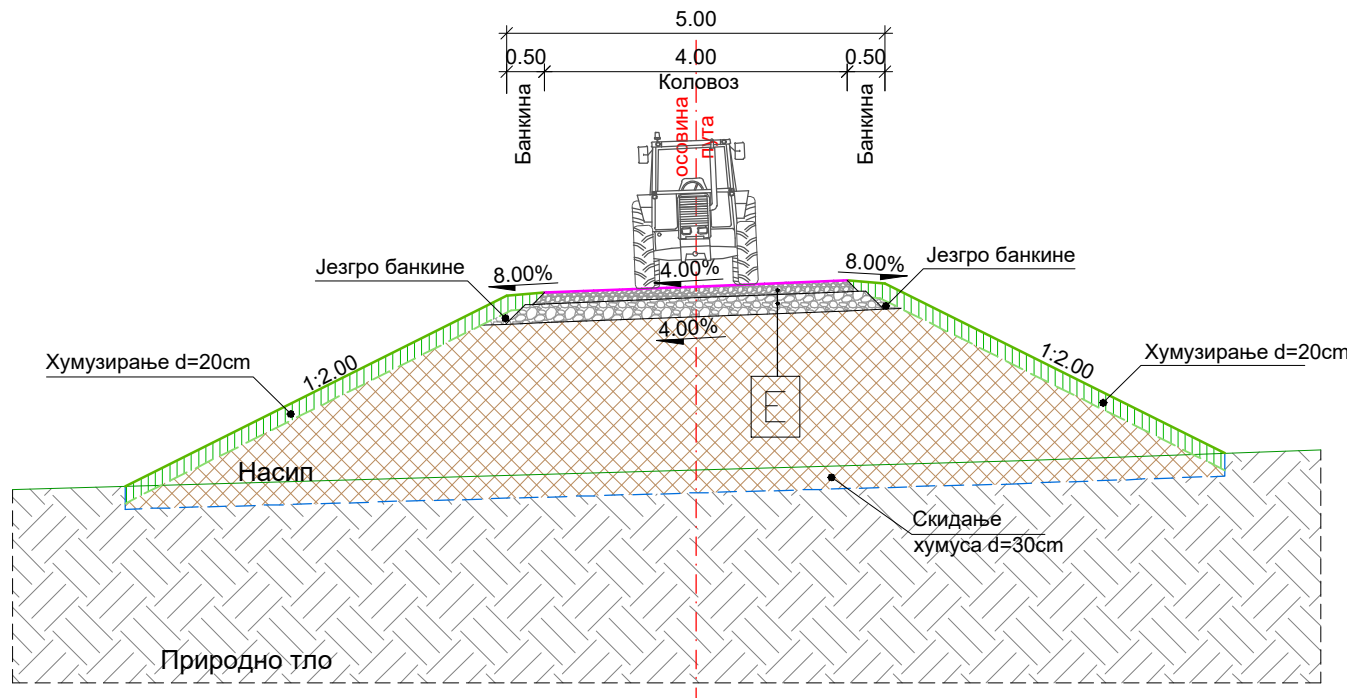 5.00
0.50
4.00
0.50
Коловоз
Банкина
осовина
пута
Банкина
Језгро банкине
8.00%
4.00%
8.00%
Језгро банкине
4.00%
Хумузирање d=20cm
1:2.00
1:2.00
Хумузирање d=20cm
E
Насип
Скидање
хумуса d=30cm
Природно тло